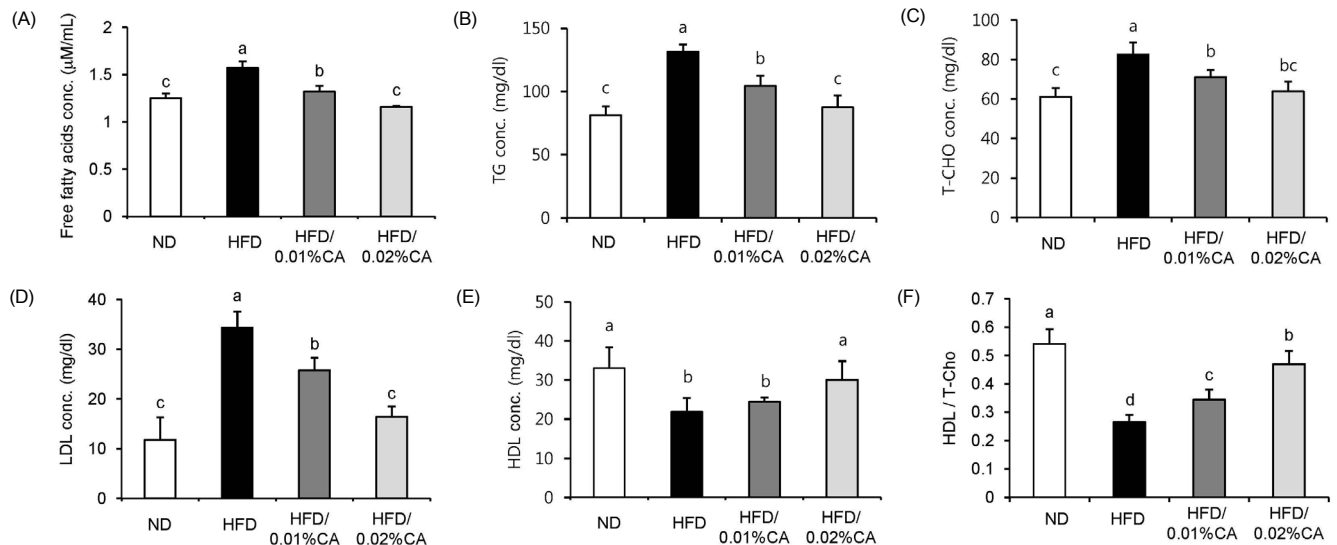 (A)
Free fatty acids conc. (µM/mL)
2
1.5
1
0.5
0
c
a
b
c
ND
HFD
HFD/
0.01%CA
HFD/
0.02%CA
(B)
TG conc. (mg/dl)
150
100
50
0
c
a
b
c
ND
HFD
HFD/
0.01%CA
HFD/
0.02%CA
(C)
T-CHO conc. (mg/dl)
100
80
60
40
20
0
c
a
b
bc
ND
HFD
HFD/
0.01%CA
HFD/
0.02%CA
(D)
LDL conc. (mg/dl)
40
30
20
10
0
c
a
b
c
ND
HFD
HFD/
0.01%CA
HFD/
0.02%CA
(E)
HDL conc. (mg/dl)
50
40
30
20
10
0
a
b
b
a
ND
HFD
HFD/
0.01%CA
HFD/
0.02%CA
(F)
HDL / T-Cho
0.7
0.6
0.5
0.4
0.3
0.2
0.1
0
a
d
c
b
ND
HFD
HFD/
0.01%CA
HFD/
0.02%CA